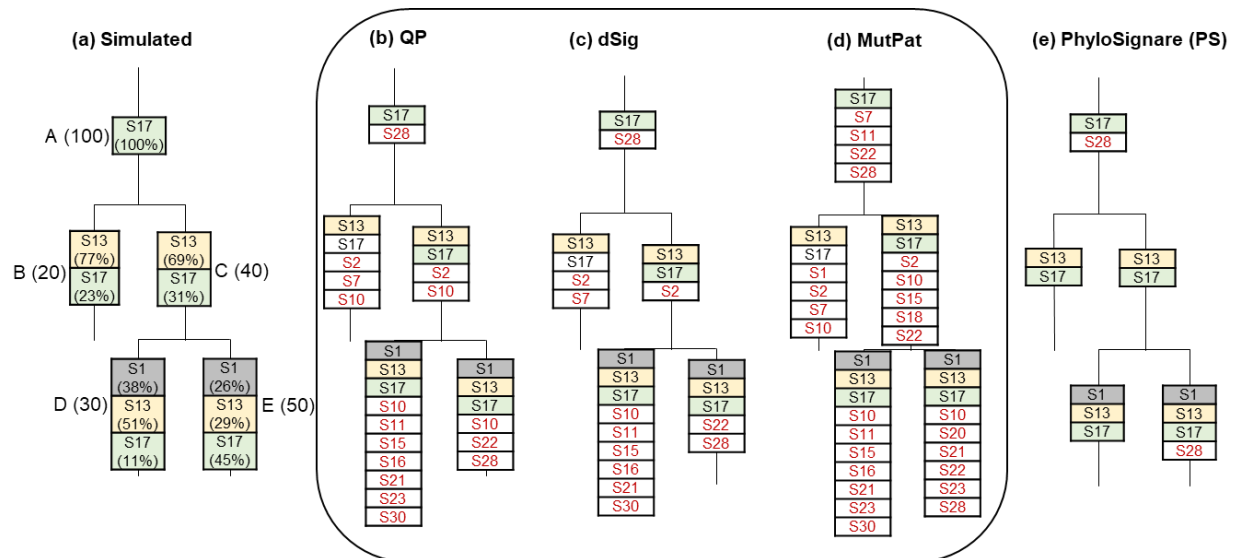 (a) Simulated
A (100)
S17
(100%)
B (20)
S13
(77%)
S17
(23%)
S13
(69%)
S17
(31%)
C (40)
D (30)
S1
(38%)
S13
(51%)
S17
(11%)
S1
(26%)
S13
(29%)
S17
(45%)
E (50)
(b) QP
S17
S28
S13
S17
S2
S7
S10
S13
S17
S2
S10
S1
S13
S17
S10
S11
S15
S16
S21
S23
S30
S1
S13
S17
S10
S22
S28
(c) dSig
S17
S28
S13
S17
S2
S7
S13
S17
S2
S1
S13
S17
S10
S11
S15
S16
S21
S30
S1
S13
S17
S22
S28
(d) MutPat
S17
S7
S11
S22
S28
S13
S17
S1
S2
S7
S10
S13
S17
S2
S10
S15
S18
S22
S1
S13
S17
S10
S11
S15
S16
S21
S23
S30
S1
S13
S17
S10
S20
S21
S22
S23
S28
(e) PhyloSignare (PS)
S17
S28
S13
S17
S13
S17
S1
S13
S17
S1
S13
S17
S28